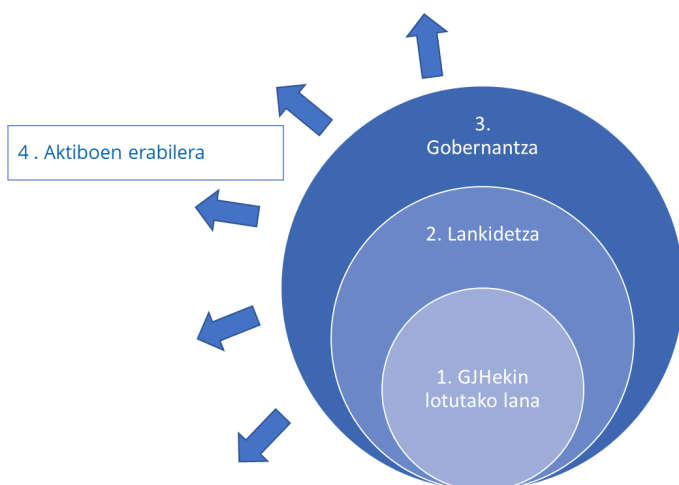 3.
Gobernantza
4 . Aktiboen erabilera
2. Lankidetza
1. GJHekin
lotutako lana